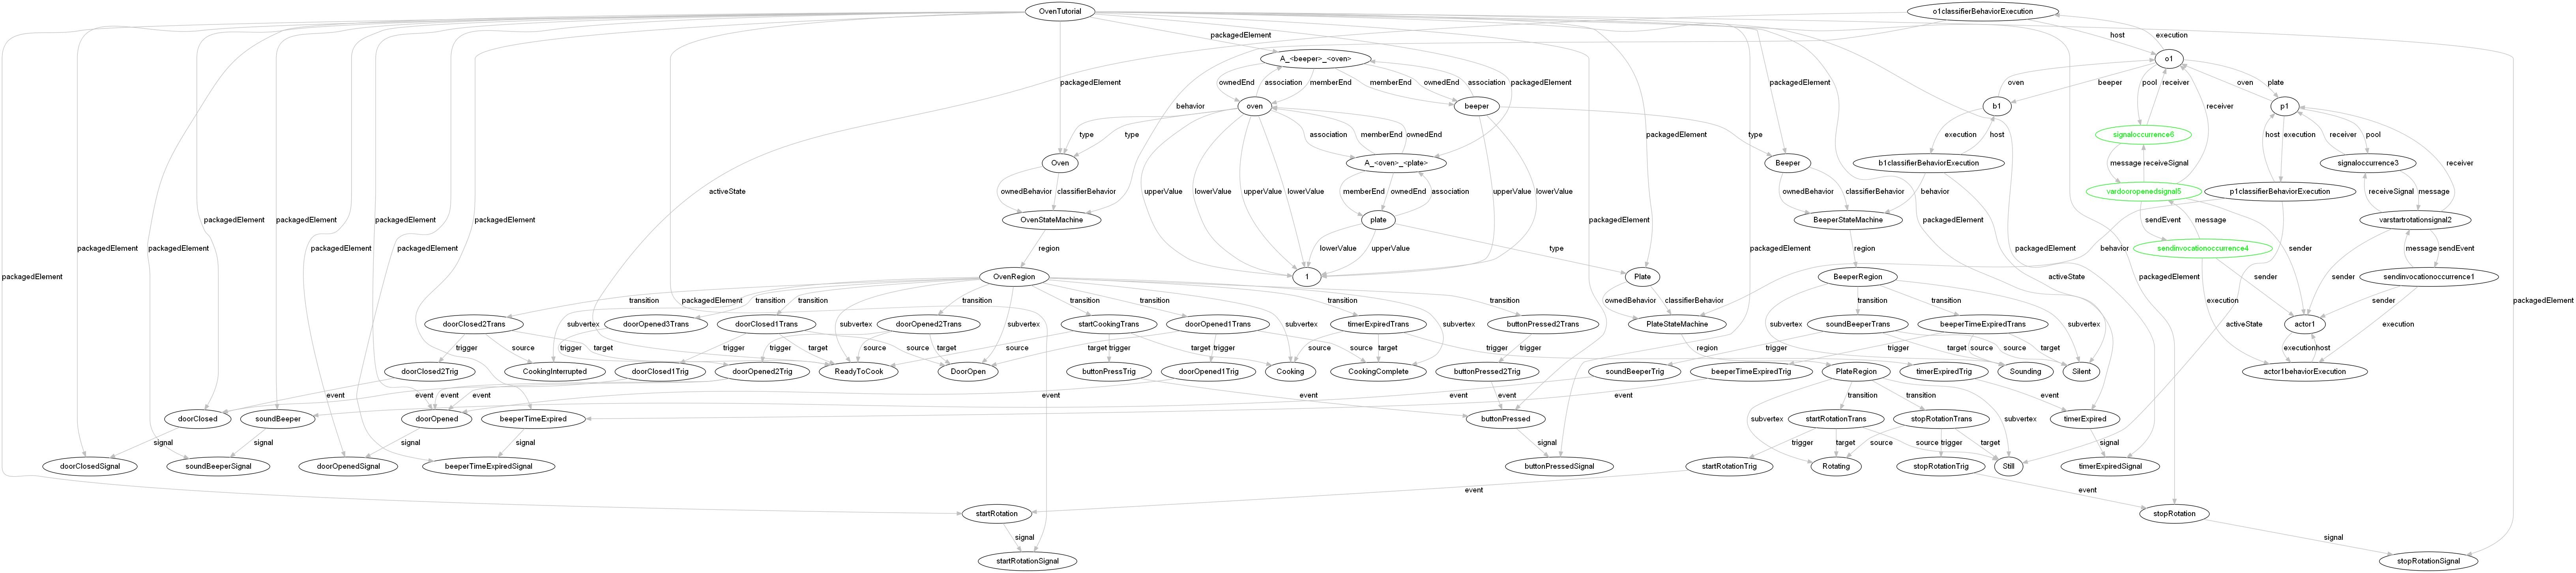 OvenTutorial
o1classifierBehaviorExecution
packagedElement
host
execution
A_<beeper>_<oven>
o1
packagedElement
ownedEnd
association
memberEnd
memberEnd
ownedEnd
association
packagedElement
packagedElement
oven
beeper
pool
receiver
oven
plate
behavior
oven
beeper
b1
p1
type
type
association
memberEnd
ownedEnd
packagedElement
type
execution
host
signaloccurrence6
receiver
host
execution
receiver
pool
Oven
A_<oven>_<plate>
Beeper
b1classifierBehaviorExecution
message
receiveSignal
signaloccurrence3
activeState
ownedBehavior
classifierBehavior
upperValue
lowerValue
upperValue
lowerValue
memberEnd
ownedEnd
association
upperValue
lowerValue
ownedBehavior
classifierBehavior
behavior
vardooropenedsignal5
p1classifierBehaviorExecution
receiver
receiveSignal
message
packagedElement
packagedElement
packagedElement
packagedElement
OvenStateMachine
plate
packagedElement
BeeperStateMachine
packagedElement
sendEvent
message
varstartrotationsignal2
packagedElement
packagedElement
packagedElement
packagedElement
region
lowerValue
upperValue
type
packagedElement
region
packagedElement
behavior
sendinvocationoccurrence4
sender
message
sendEvent
packagedElement
OvenRegion
1
Plate
BeeperRegion
activeState
packagedElement
sender
sender
sendinvocationoccurrence1
transition
packagedElement
transition
transition
transition
transition
transition
transition
transition
ownedBehavior
classifierBehavior
transition
transition
execution
sender
packagedElement
doorClosed2Trans
subvertex
doorOpened3Trans
doorClosed1Trans
subvertex
doorOpened2Trans
subvertex
startCookingTrans
doorOpened1Trans
subvertex
timerExpiredTrans
subvertex
buttonPressed2Trans
PlateStateMachine
subvertex
soundBeeperTrans
beeperTimeExpiredTrans
subvertex
activeState
actor1
execution
trigger
source
trigger
target
trigger
target
source
target
source
trigger
target
target
trigger
source
source
target
trigger
trigger
region
trigger
trigger
target
source
source
target
execution
host
doorClosed2Trig
CookingInterrupted
doorClosed1Trig
doorOpened2Trig
ReadyToCook
DoorOpen
buttonPressTrig
doorOpened1Trig
Cooking
CookingComplete
buttonPressed2Trig
soundBeeperTrig
beeperTimeExpiredTrig
PlateRegion
timerExpiredTrig
Sounding
Silent
actor1behaviorExecution
event
event
event
event
event
event
event
event
event
subvertex
transition
transition
subvertex
event
doorClosed
soundBeeper
doorOpened
beeperTimeExpired
buttonPressed
startRotationTrans
stopRotationTrans
timerExpired
signal
signal
signal
signal
signal
trigger
target
source
source
trigger
target
signal
doorClosedSignal
soundBeeperSignal
doorOpenedSignal
beeperTimeExpiredSignal
buttonPressedSignal
startRotationTrig
Rotating
stopRotationTrig
Still
timerExpiredSignal
event
event
startRotation
stopRotation
signal
signal
startRotationSignal
stopRotationSignal